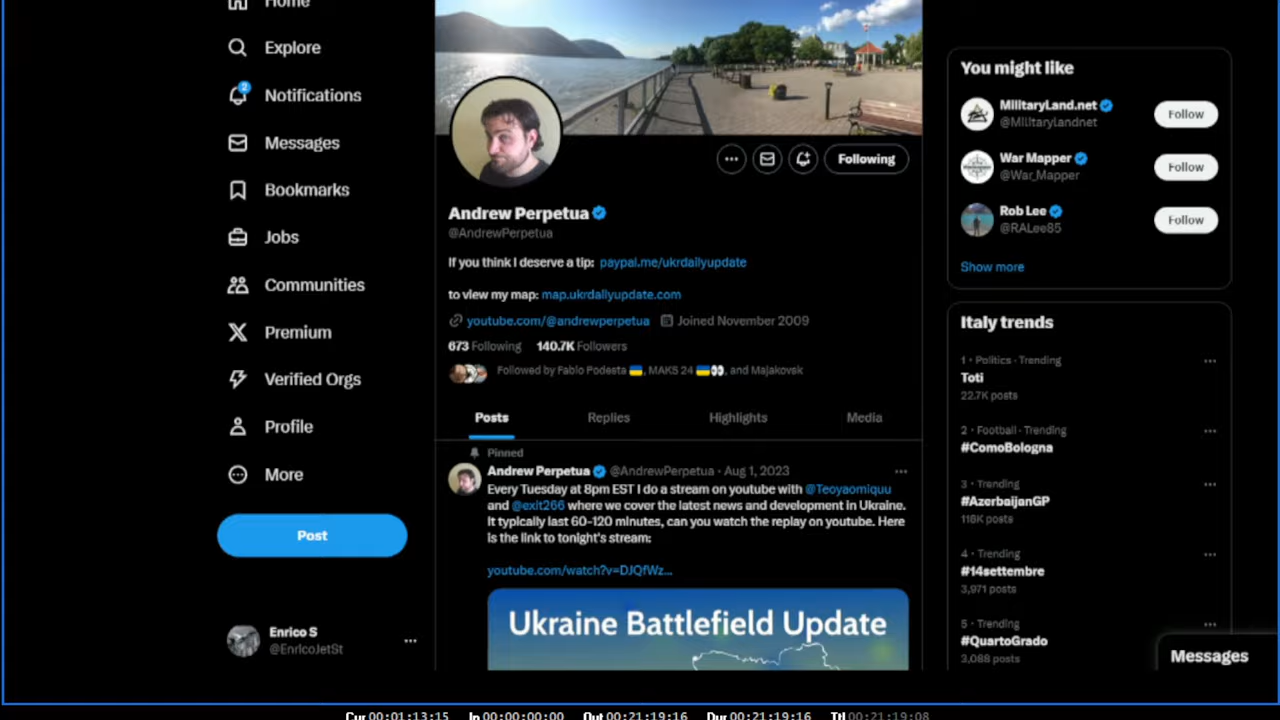 Home
Explore
2
Notifications
Messages
Bookmarks
Jobs
Communities
Premium
Verified Orgs
Profile
More
Post
Enrico S
@EnricoJetSt
Following
Andrew Perpetua
@AndrewPerpetua
If you think I deserve a tip: paypal.me/ukrdailyupdate
to view my map: map.ukrdailyupdate.com
youtube.com/@andrewperpetua Joined November 2009
673 Following 140.7K Followers
Followed by Fabio Podesta 🇺🇦, MAKS 24 🇺🇦👀, and Majakovsk
Posts Replies Highlights Media
Pinned
Andrew Perpetua @AndrewPerpetua · Aug 1, 2023
Every Tuesday at 8pm EST I do a stream on youtube with @Teoyaomiquu
and @exit266 where we cover the latest news and development in Ukraine.
It typically last 60-120 minutes, can you watch the replay on youtube. Here
is the link to tonight's stream:
youtube.com/watch?v=DJQfWz...
Ukraine Battlefield Update
You might like
MilitaryLand.net
@Militarylandnet
Follow
War Mapper
@War_Mapper
Follow
Rob Lee
@RALee85
Follow
Show more
Italy trends
1 · Politics · Trending
Toti
22.7K posts
2 · Football · Trending
#ComoBologna
3 · Trending
#AzerbaijanGP
116K posts
4 · Trending
#14settembre
3,971 posts
5 · Trending
#QuartoGrado
3,088 posts
Messages
Cur 00:01:13:15 In 00:00:00:00 Out 00:21:19:16 Dur 00:21:19:16 Ttl 00:21:19:08